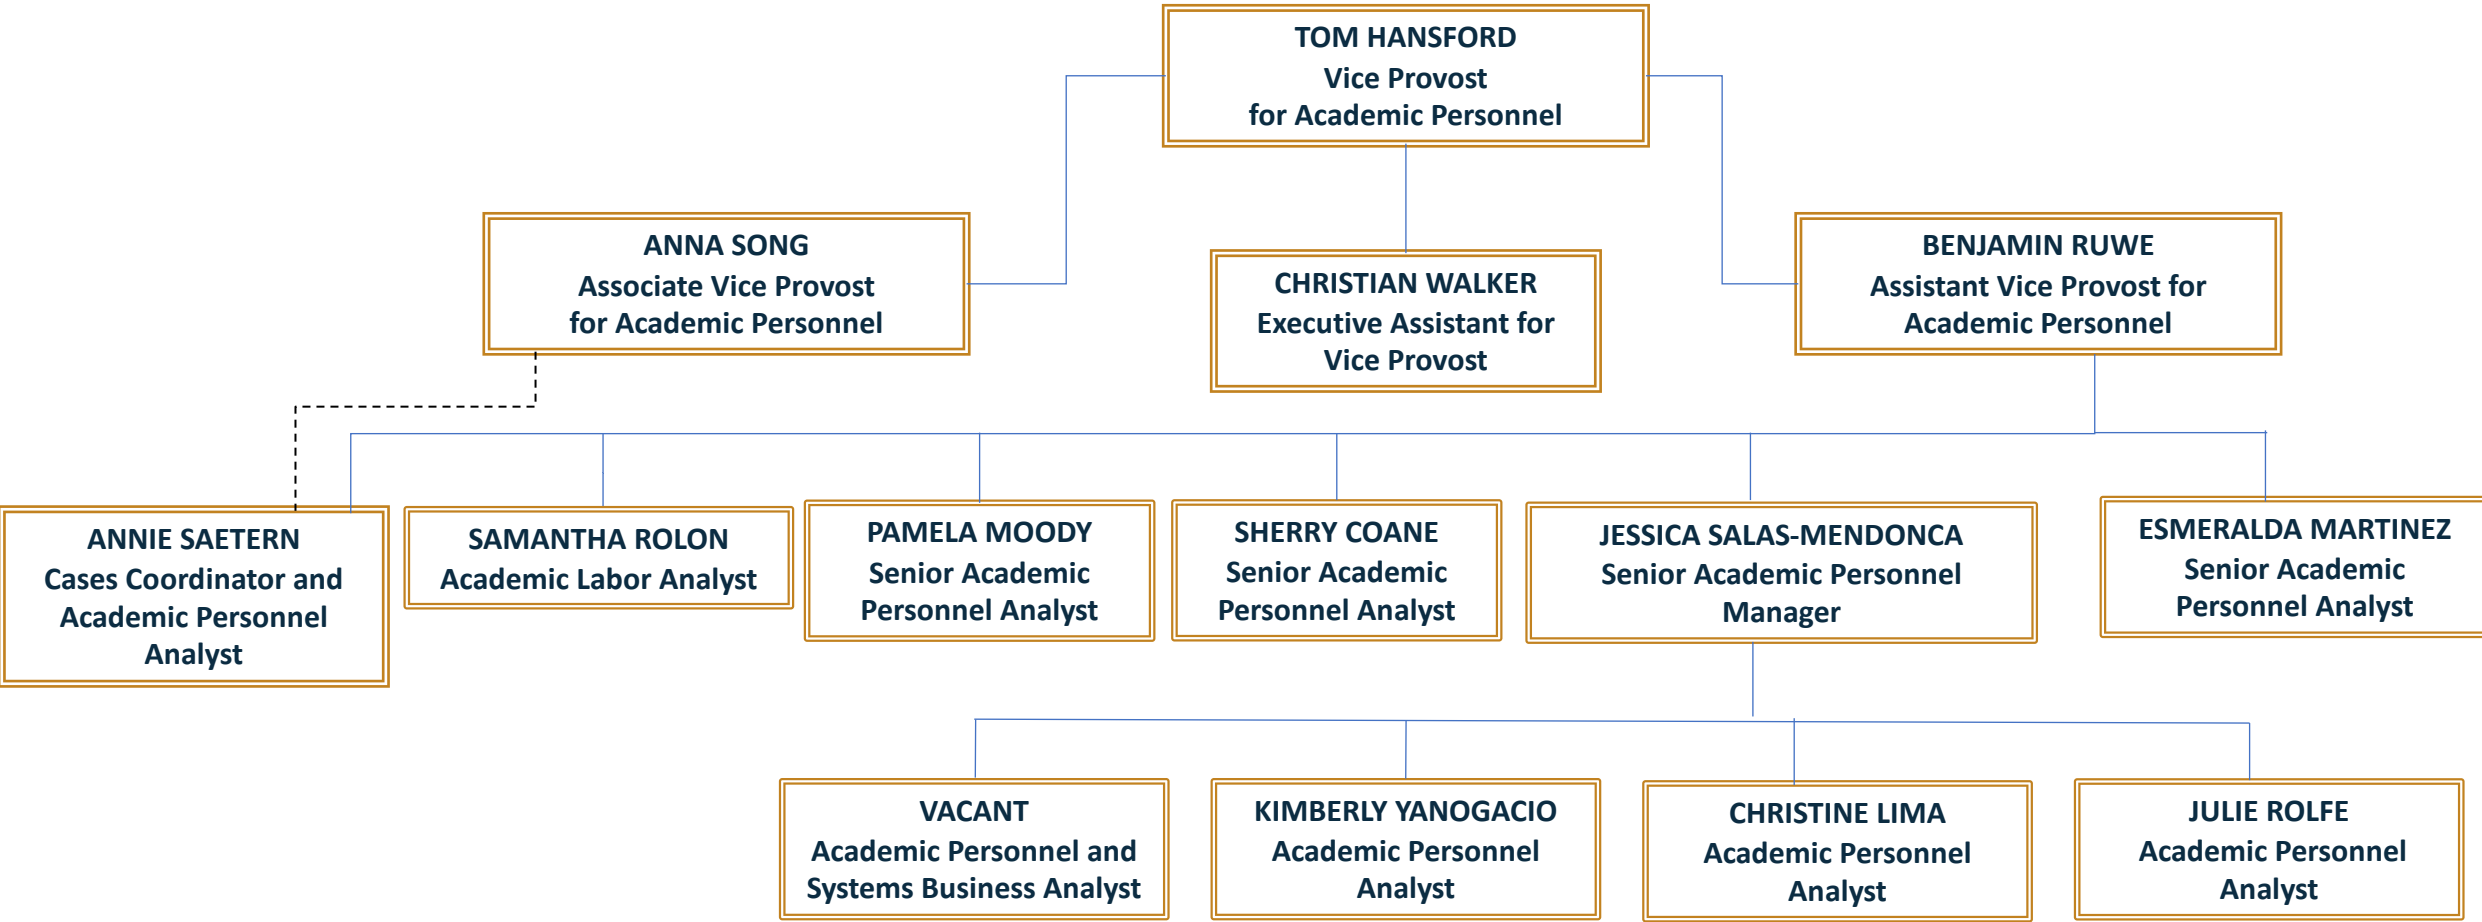 TOM HANSFORD
Vice Provost
for Academic Personnel
ANNA SONG
Associate Vice Provost
for Academic Personnel
CHRISTIAN WALKER
Executive Assistant for
Vice Provost
BENJAMIN RUWE
Assistant Vice Provost for
Academic Personnel
ANNIE SAETERN
Cases Coordinator and
Academic Personnel
Analyst
SAMANTHA ROLON
Academic Labor Analyst
PAMELA MOODY
Senior Academic
Personnel Analyst
SHERRY COANE
Senior Academic
Personnel Analyst
JESSICA SALAS-MENDONCA
Senior Academic Personnel
Manager
ESMERALDA MARTINEZ
Senior Academic
Personnel Analyst
VACANT
Academic Personnel and
Systems Business Analyst
KIMBERLY YANOGACIO
Academic Personnel
Analyst
CHRISTINE LIMA
Academic Personnel
Analyst
JULIE ROLFE
Academic Personnel
Analyst